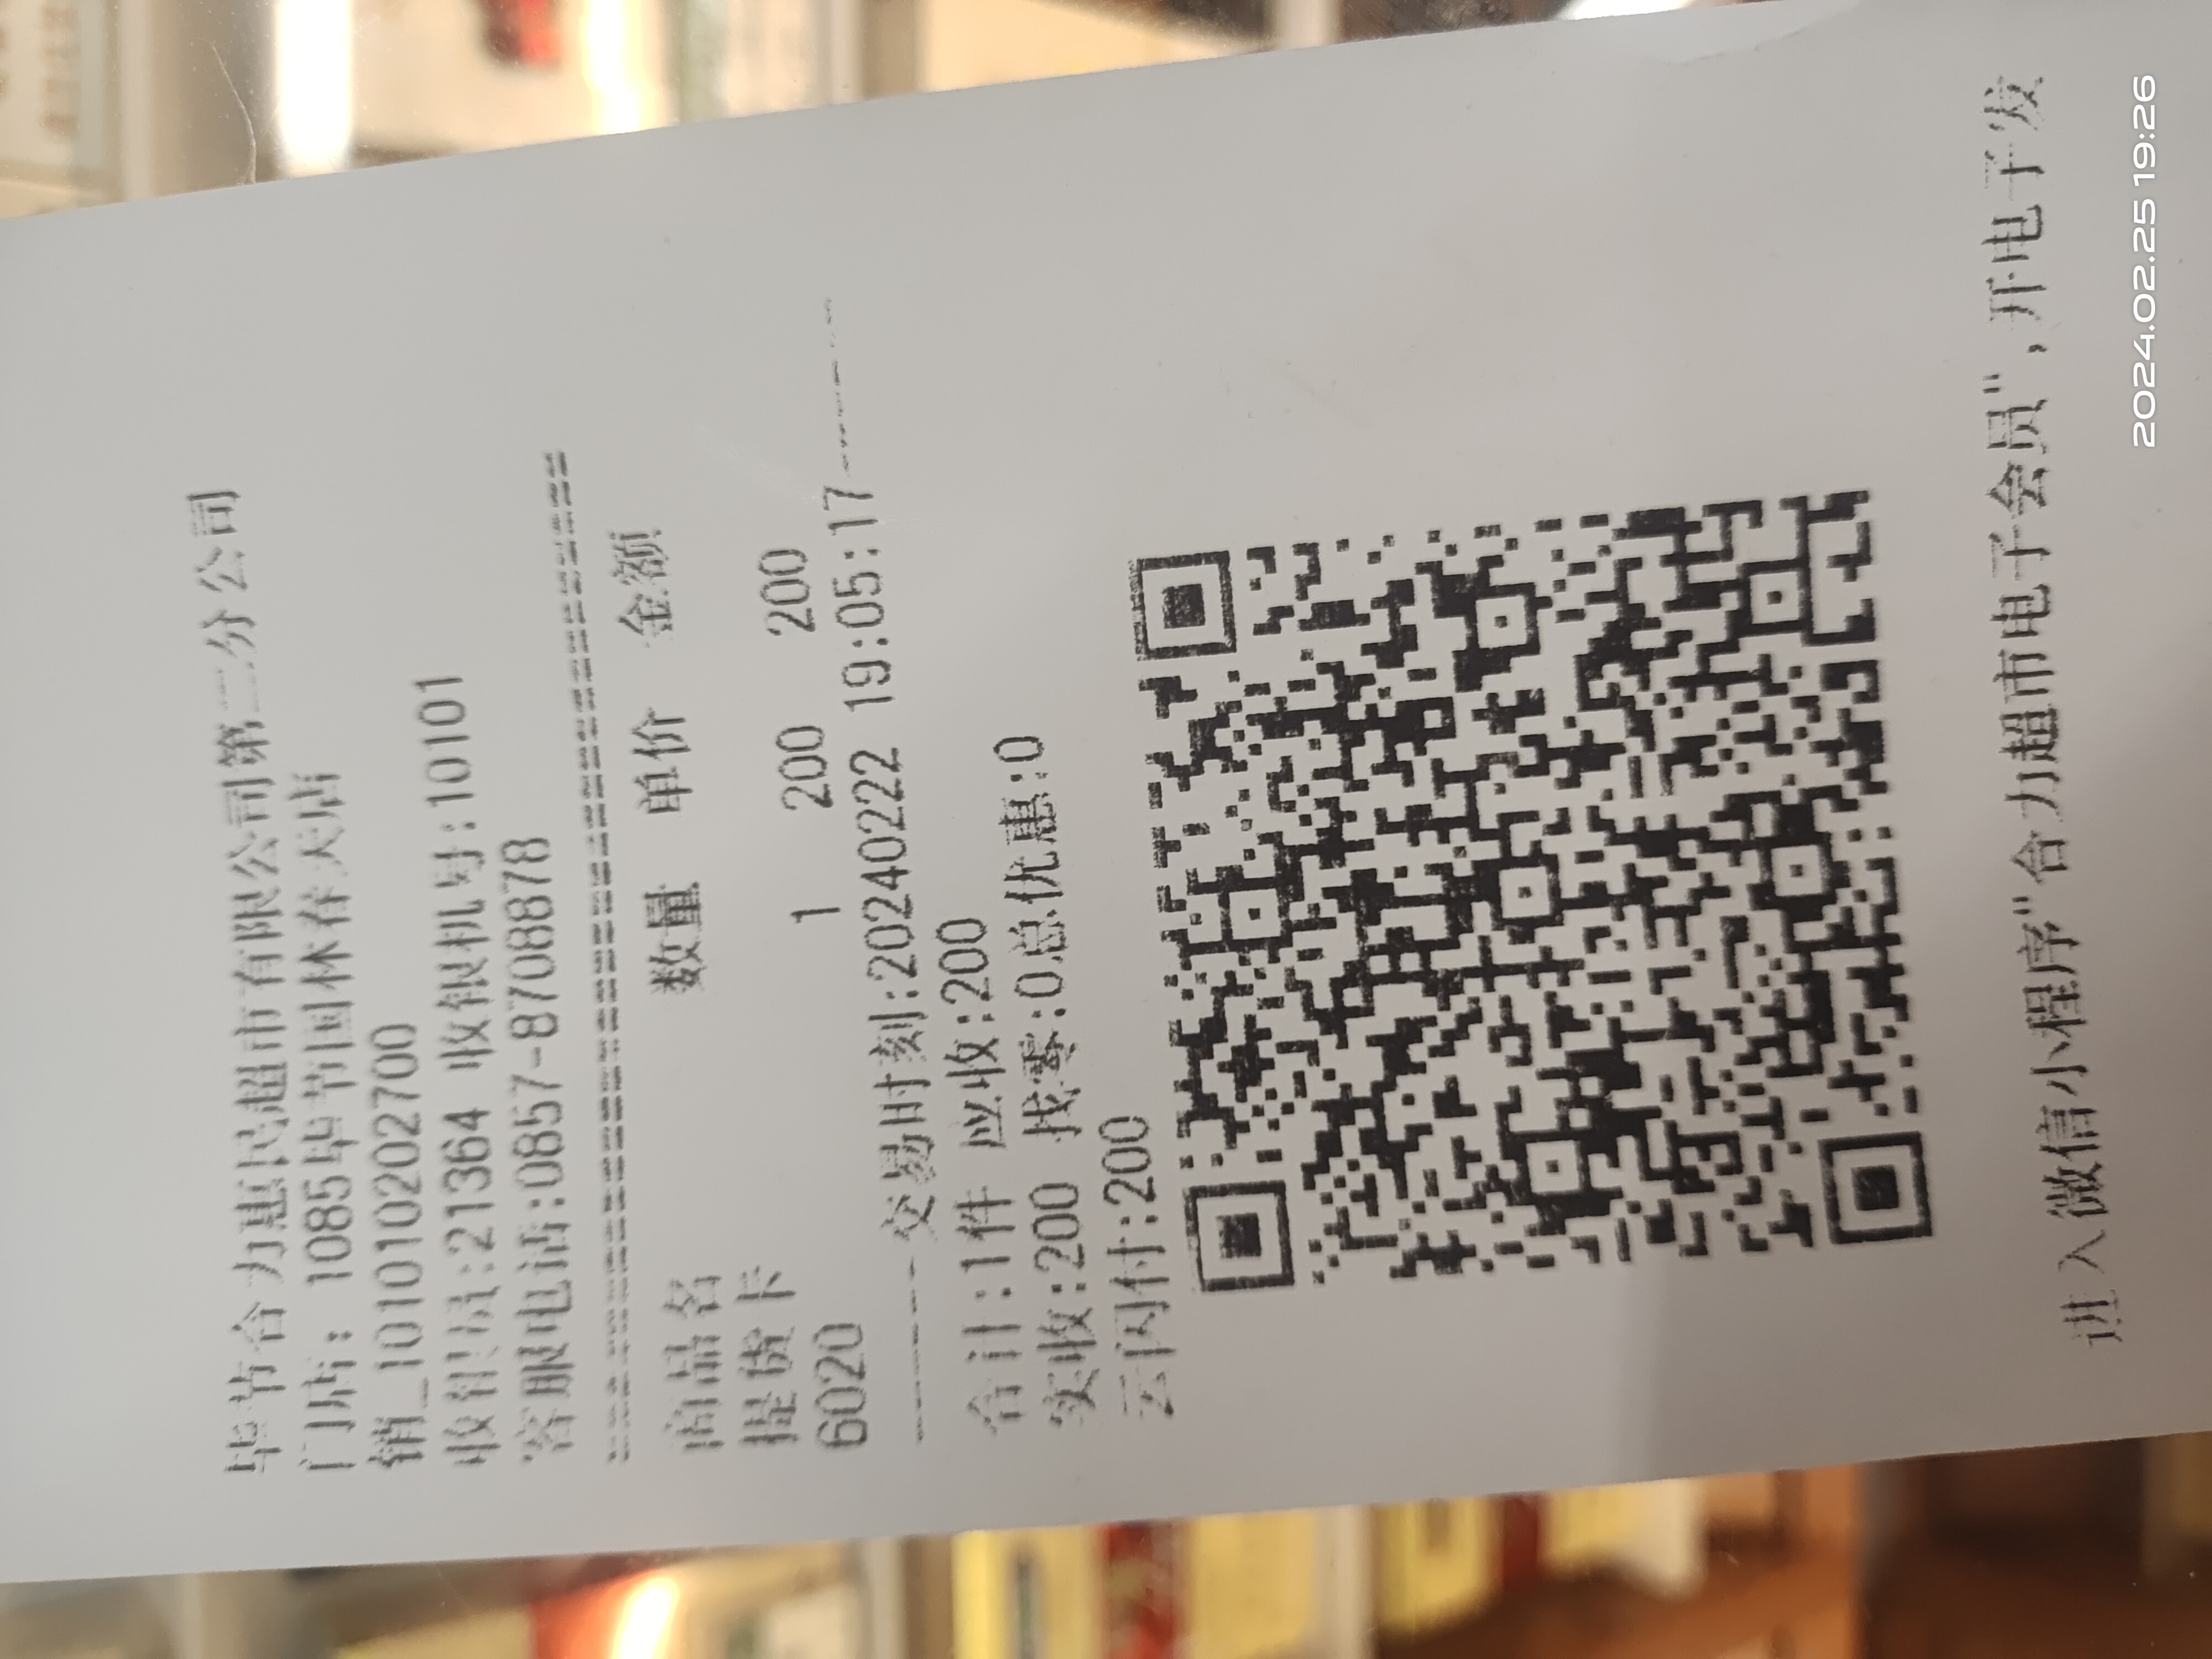 毕节合力惠民超市有限公司第二分公司
门店: 1085毕节国林春天店
销_10101020​2700
收银员:21364 收银机号:10101
客服电话:0857-8708878
商品名 数量 单价 金额
提货卡
6020 1 200 200
------交易时刻:20240222 19:05:17------
合计:1件 应收:200
实收:200 找零:0总优惠:0
云闪付:200
进入微信小程序"合力超市电子会员",开电子发
2024.02.25 19:26